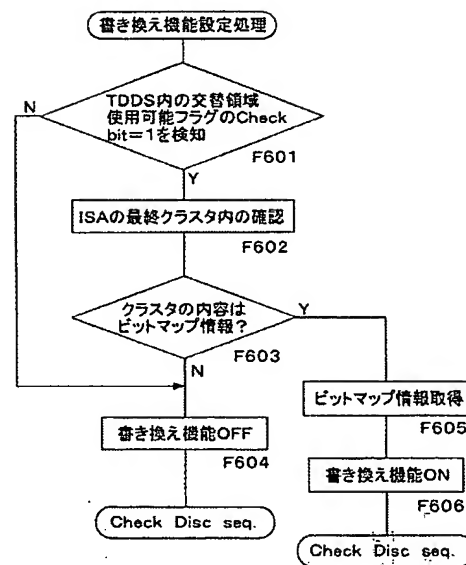 書き換え機能設定処理
N
TDDS内の交替領域
使用可能フラグのCheck
bit=1を検知
F601
Y
ISAの最終クラスタ内の確認
F602
クラスタの内容は
ビットマップ情報?
Y
F603
N
ビットマップ情報取得
F605
書き換え機能OFF
F604
書き換え機能ON
F606
Check Disc seq.
Check Disc seq.